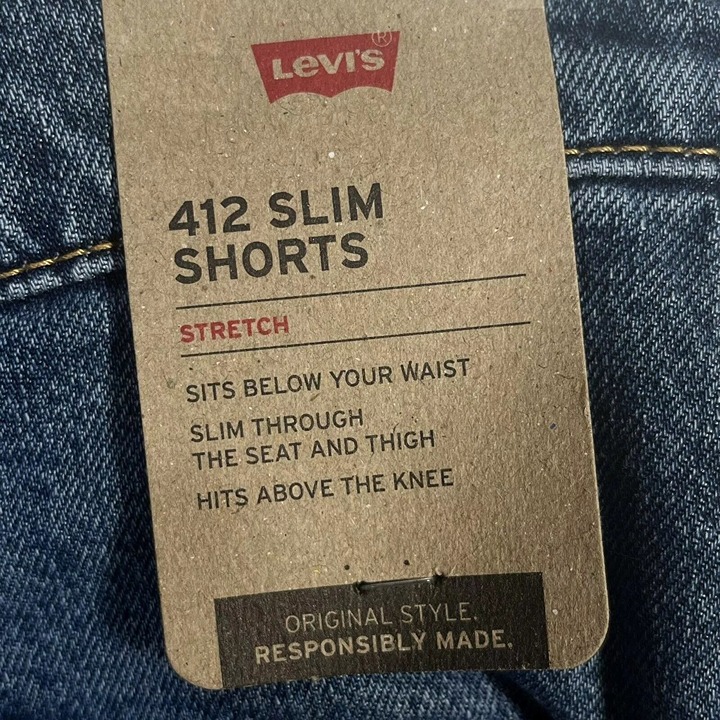 Levi's®
412 SLIM
SHORTS
STRETCH
SITS BELOW YOUR WAIST
SLIM THROUGH
THE SEAT AND THIGH
HITS ABOVE THE KNEE
ORIGINAL STYLE.
RESPONSIBLY MADE.